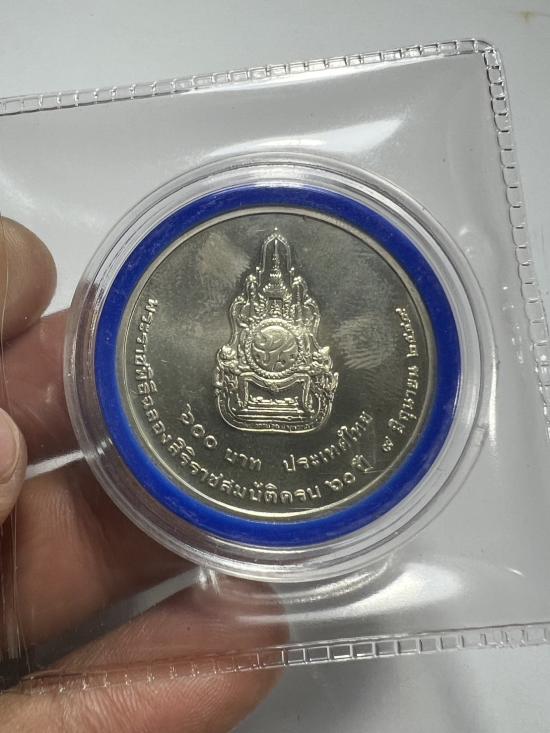 ๖๐๐ บาท ประเทศไทย
พระราชพิธีฉลองสิริราชสมบัติครบ ๖๐ ปี ๙ มิถุนายน ๒๕๔๙